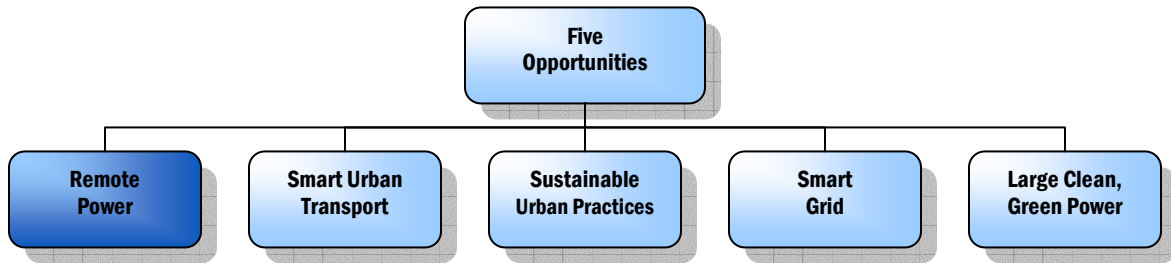 Five
Opportunities
Remote
Power
Smart Urban
Transport
Sustainable
Urban Practices
Smart
Grid
Large Clean,
Green Power